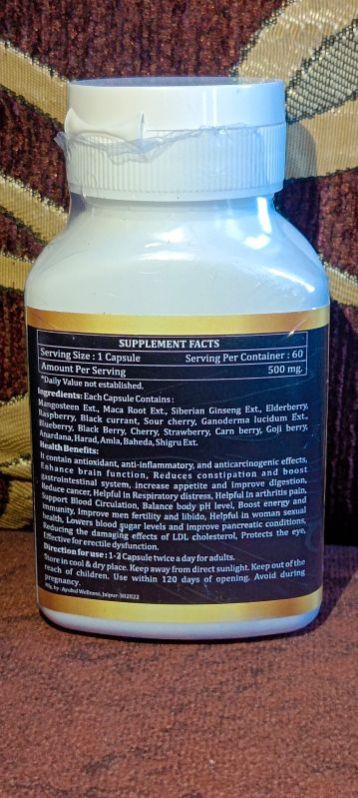 SUPPLEMENT FACTS
Serving Size : 1 Capsule Serving Per Container : 60
Amount Per Serving 500 mg.
*Daily Value not established.
Ingredients: Each Capsule Contains :
Mangosteen Ext., Maca Root Ext., Siberian Ginseng Ext., Elderberry,
Raspberry, Black currant, Sour cherry, Ganoderma lucidum Ext.,
Blueberry, Black Berry, Cherry, Strawberry, Carn berry, Goji berry,
Anardana, Harad, Amla, Baheda, Shigru Ext.
Health Benefits:
It contain antioxidant, anti-inflammatory, and anticarcinogenic effects,
Enhance brain function, Reduces constipation and boost
gastrointestinal system, increase appetite and improve digestion,
Reduce cancer, Helpful in Respiratory distress, Helpful in arthritis pain,
Support Blood Circulation, Balance body pH level, Boost energy and
immunity, Improve men fertility and libido, Helpful in woman sexual
health, Lowers blood sugar levels and improve pancreatic conditions,
Reducing the damaging effects of LDL cholesterol, Protects the eye,
Effective for erectile dysfunction.
Direction for use : 1-2 Capsule twice a day for adults.
Store in cool & dry place. Keep away from direct sunlight. Keep out of the
reach of children. Use within 120 days of opening. Avoid during
pregnancy.
Mfg. by : Ayubal Wellness, Jaipur-302022